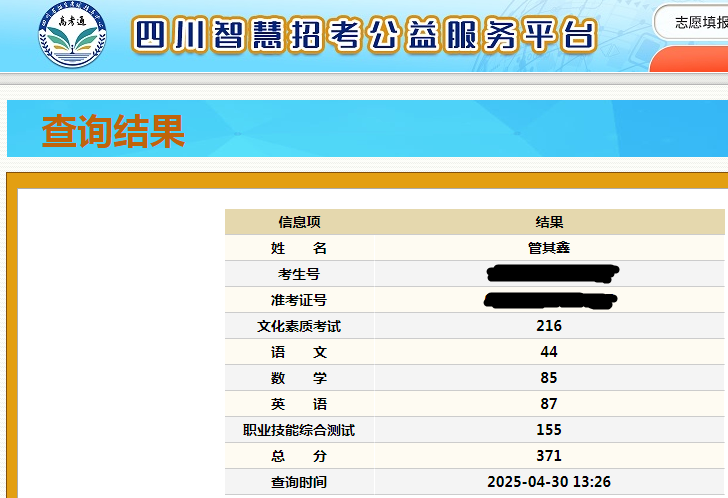 高考通
四川智慧招考公益服务平台
志愿填报
查询结果
信息项 结果
姓 名 管其鑫
考生号
准考证号
文化素质考试 216
语 文 44
数 学 85
英 语 87
职业技能综合测试 155
总 分 371
查询时间 2025-04-30 13:26